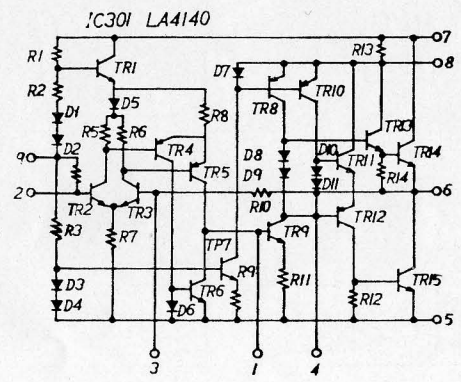 IC301 LA4140
R1
TR1
R2
D1
D5
R5
R6
D2
9
2
TR2
TR3
R3
R7
D3
D4
TR4
R8
TR5
TP7
R9
TR6
D6
D7
TR8
TR10
D8
D9
R10
TR9
R11
D10
TR11
D11
TR12
R12
R13
TR13
TR14
R14
TR15
7
8
6
5
3
1
4